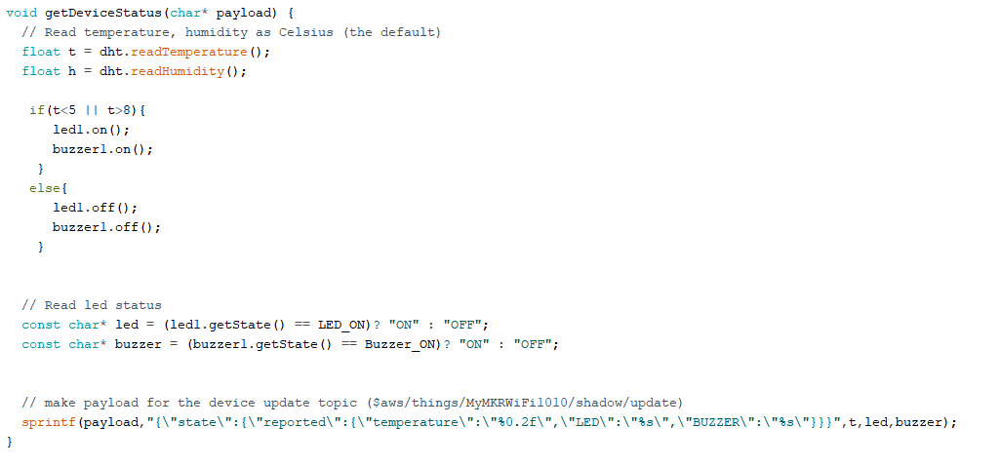 void getDeviceStatus(char* payload) {
// Read temperature, humidity as Celsius (the default)
float t = dht.readTemperature();
float h = dht.readHumidity();
if(t<5 || t>8){
led1.on();
buzzer1.on();
}
else{
led1.off();
buzzer1.off();
}
// Read led status
const char* led = (led1.getState() == LED_ON)? "ON" : "OFF";
const char* buzzer = (buzzer1.getState() == Buzzer_ON)? "ON" : "OFF";
// make payload for the device update topic ($aws/things/MyMKRWiFi1010/shadow/update)
sprintf(payload,"{\"state\":{\"reported\":{\"temperature\":\"%0.2f\",\"LED\":\"%s\",\"BUZZER\":\"%s\"}}}",t,led,buzzer);
}